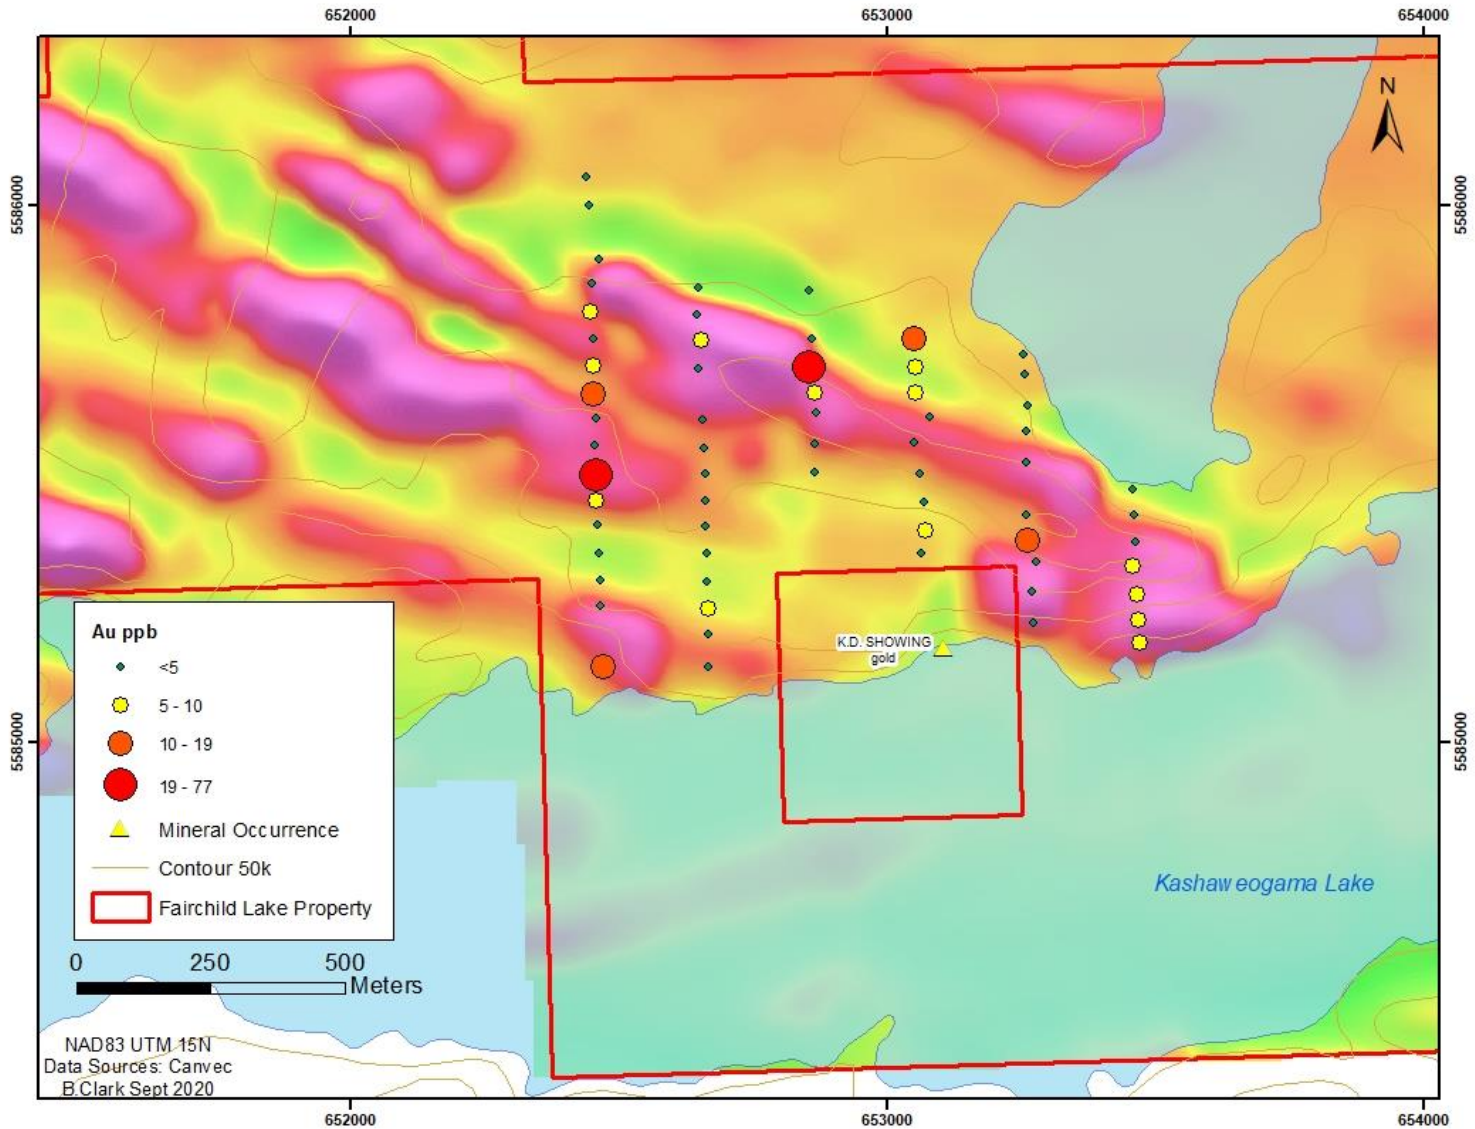 652000 653000 654000
N
5586000 5586000
K.D. SHOWING
gold
Au ppb
<5
5 - 10
10 - 19
19 - 77
Mineral Occurrence
Contour 50k
Fairchild Lake Property
5585000 5585000
Kashaweogama Lake
0 250 500
Meters
NAD83 UTM 15N
Data Sources: Canvec
B.Clark Sept 2020
652000 653000 654000